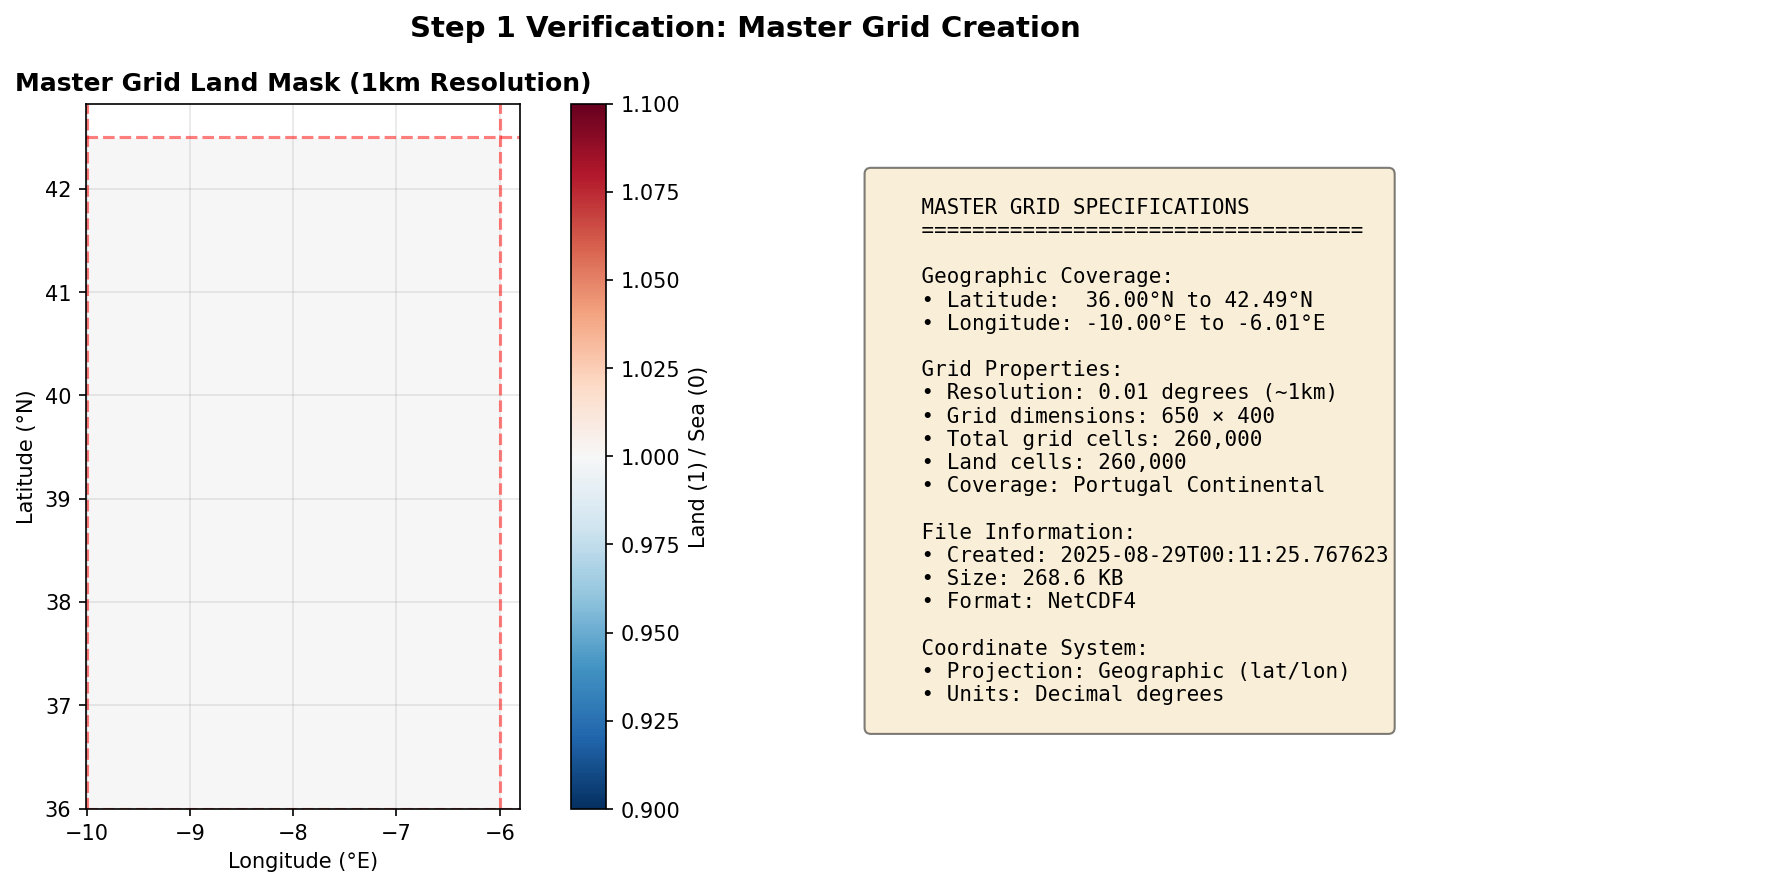 Step 1 Verification: Master Grid Creation
Master Grid Land Mask (1km Resolution)
42
41
40
39
38
37
36
Latitude (°N)
−10
−9
−8
−7
−6
Longitude (°E)
1.100
1.075
1.050
1.025
1.000
0.975
0.950
0.925
0.900
Land (1) / Sea (0)
MASTER GRID SPECIFICATIONS
===================================
Geographic Coverage:
• Latitude:  36.00°N to 42.49°N
• Longitude: -10.00°E to -6.01°E
Grid Properties:
• Resolution: 0.01 degrees (~1km)
• Grid dimensions: 650 × 400
• Total grid cells: 260,000
• Land cells: 260,000
• Coverage: Portugal Continental
File Information:
• Created: 2025-08-29T00:11:25.767623
• Size: 268.6 KB
• Format: NetCDF4
Coordinate System:
• Projection: Geographic (lat/lon)
• Units: Decimal degrees